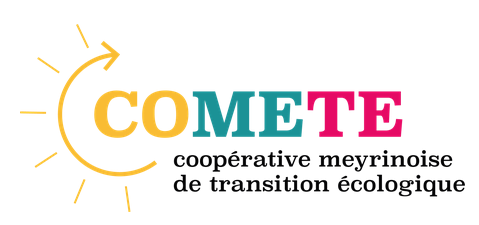 COMETE
coopérative meyrinoise
de transition écologique